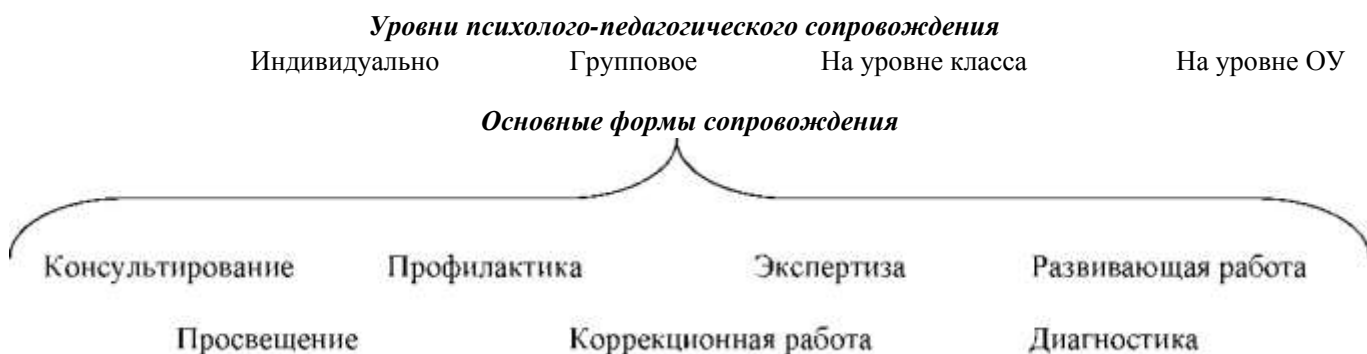 Уровни психолого-педагогического сопровождения
Индивидуально Групповое На уровне класса На уровне ОУ
Основные формы сопровождения
Консультирование Профилактика Экспертиза Развивающая работа
Просвещение Коррекционная работа Диагностика